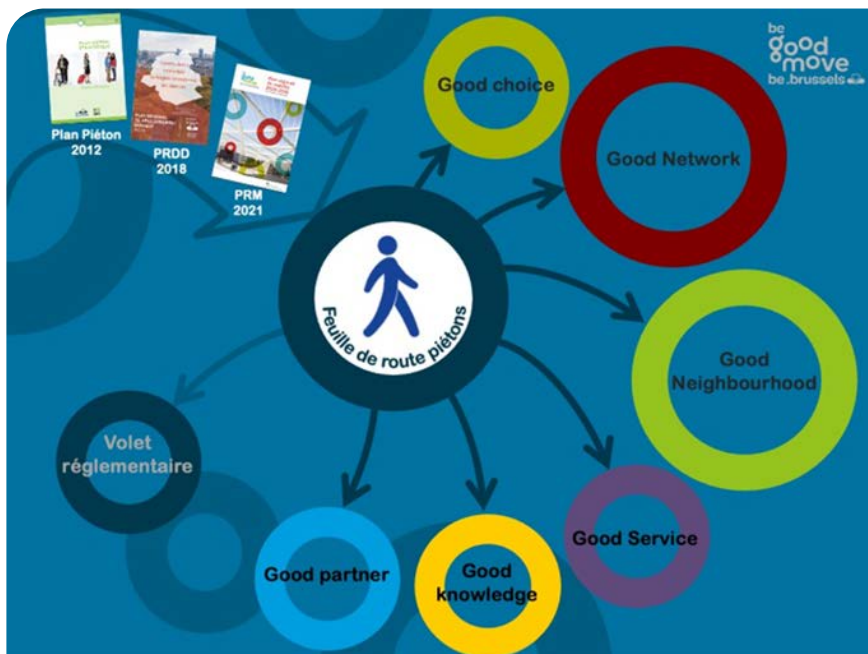 Plan Piéton
2012
PRDD
2018
PRM
2021
be
good
move
be.brussels
Good choice
Good Network
Feuille de route piétons
Good
Neighbourhood
Volet
réglementaire
Good Service
Good partner
Good
knowledge